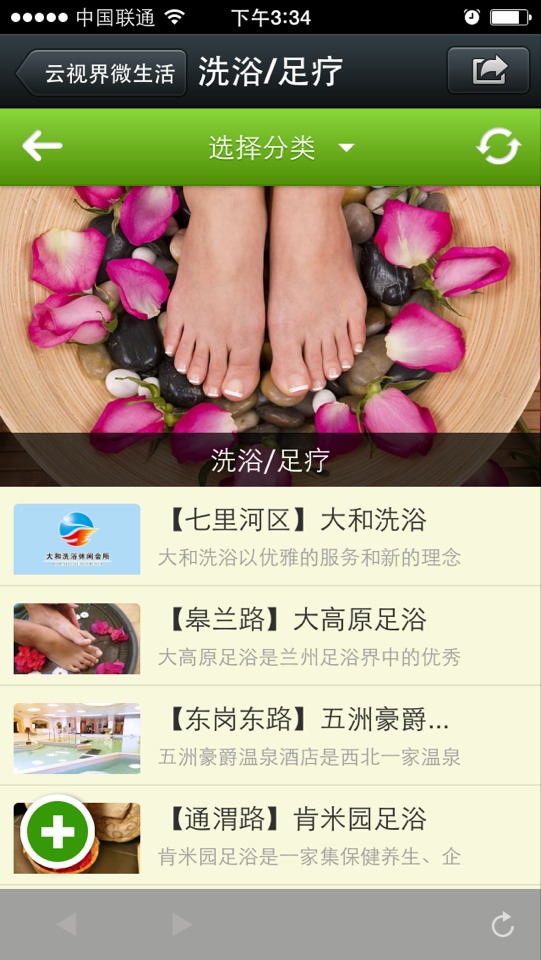 中国联通
下午3:34
云视界微生活
洗浴/足疗
选择分类
洗浴/足疗
大和洗浴休闲会所
【七里河区】大和洗浴
大和洗浴以优雅的服务和新的理念
【皋兰路】大高原足浴
大高原足浴是兰州足浴界中的优秀
【东岗东路】五洲豪爵...
五洲豪爵温泉酒店是西北一家温泉
【通渭路】肯米园足浴
肯米园足浴是一家集保健养生、企